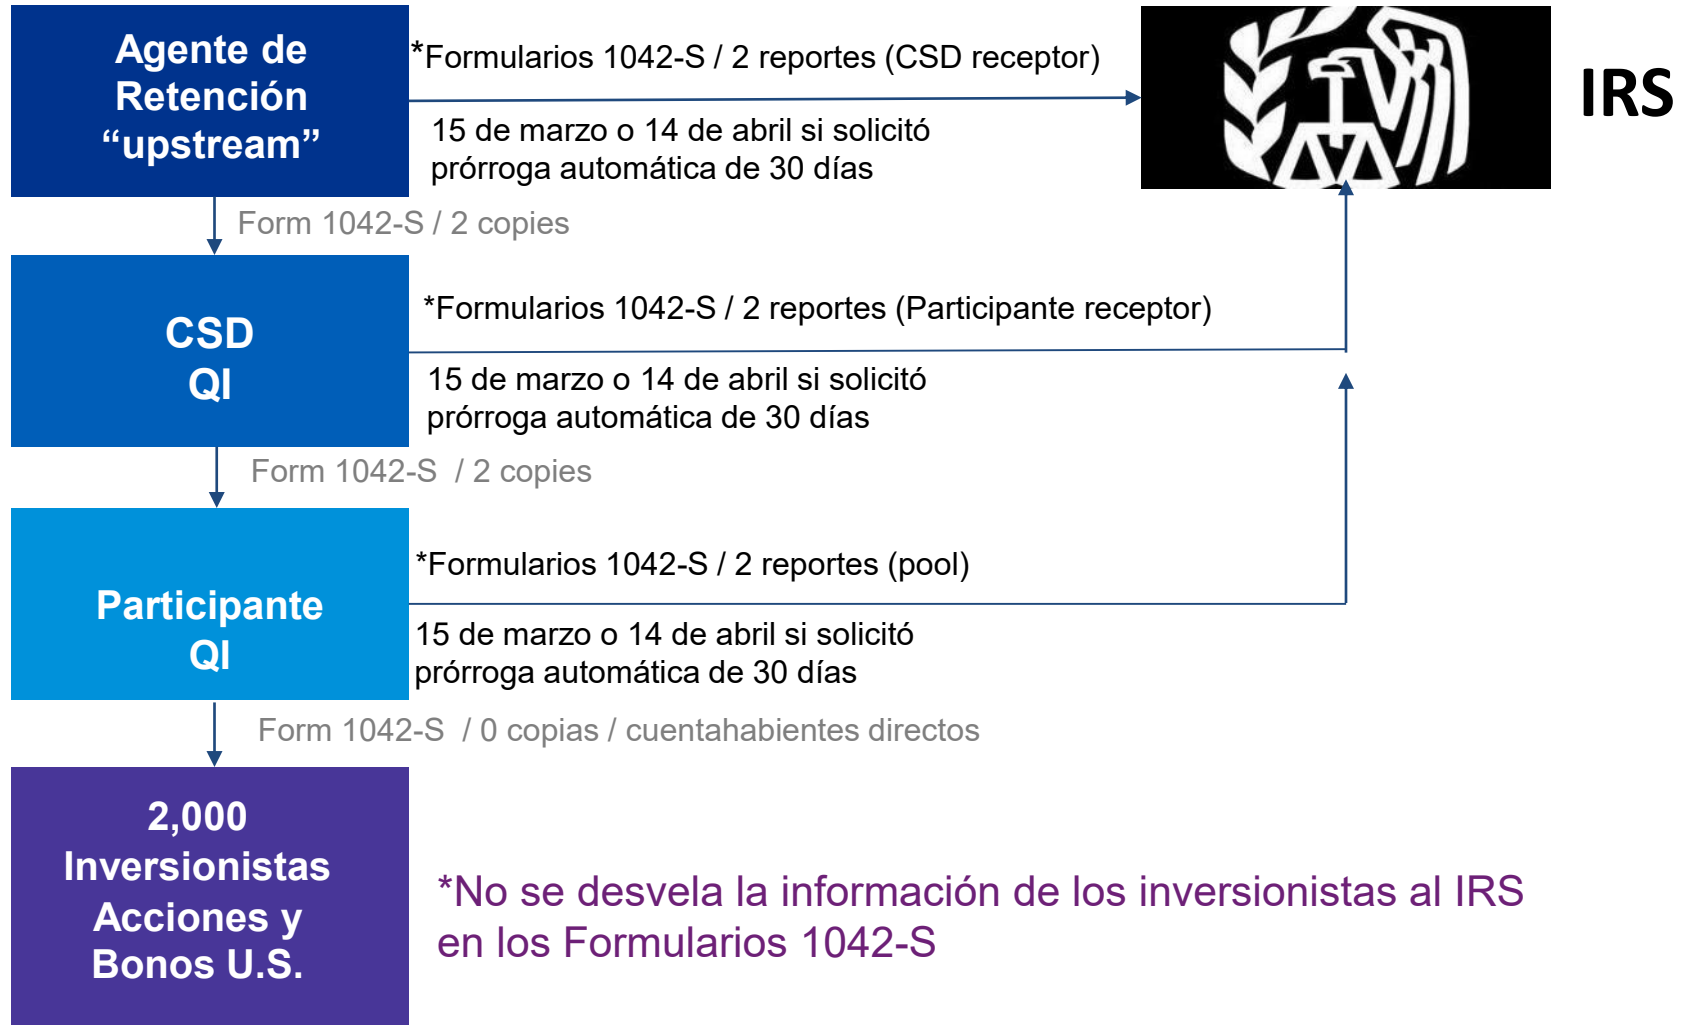 Agente de
Retención
“upstream”
*Formularios 1042-S / 2 reportes (CSD receptor)
15 de marzo o 14 de abril si solicitó
prórroga automática de 30 días
IRS
Form 1042-S / 2 copies
CSD
QI
*Formularios 1042-S / 2 reportes (Participante receptor)
15 de marzo o 14 de abril si solicitó
prórroga automática de 30 días
Form 1042-S / 2 copies
Participante
QI
*Formularios 1042-S / 2 reportes (pool)
15 de marzo o 14 de abril si solicitó
prórroga automática de 30 días
Form 1042-S / 0 copias / cuentahabientes directos
2,000
Inversionistas
Acciones y
Bonos U.S.
*No se desvela la información de los inversionistas al IRS
en los Formularios 1042-S